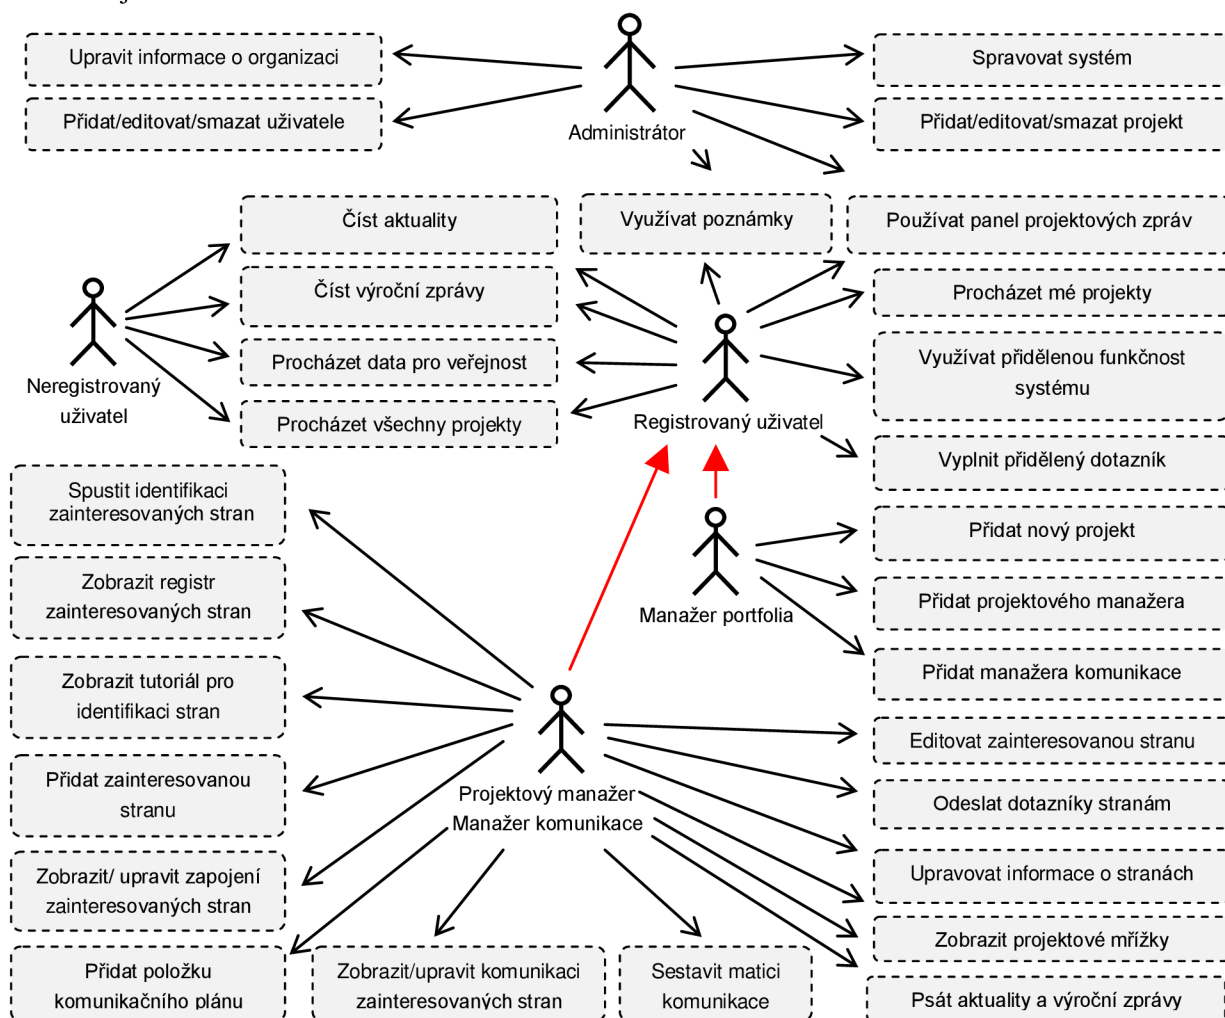 Upravit informace o organizaci
Spravovat systém
Přidat/editovat/smazat uživatele
Přidat/editovat/smazat projekt
Administrátor
Číst aktuality
Využívat poznámky
Používat panel projektových zpráv
Číst výroční zprávy
Procházet mé projekty
Procházet data pro veřejnost
Využívat přidělenou funkčnost
systému
Neregistrovaný
uživatel
Procházet všechny projekty
Registrovaný uživatel
Vyplnit přidělený dotazník
Spustit identifikaci
zainteresovaných stran
Přidat nový projekt
Zobrazit registr
zainteresovaných stran
Manažer portfolia
Přidat projektového manažera
Přidat manažera komunikace
Zobrazit tutoriál pro
identifikaci stran
Editovat zainteresovanou stranu
Přidat zainteresovanou
stranu
Projektový manažer
Manažer komunikace
Odeslat dotazníky stranám
Zobrazit/ upravit zapojení
zainteresovaných stran
Upravovat informace o stranách
Zobrazit projektové mřížky
Přidat položku
komunikačního plánu
Zobrazit/upravit komunikaci
zainteresovaných stran
Sestavit matici
komunikace
Psát aktuality a výroční zprávy